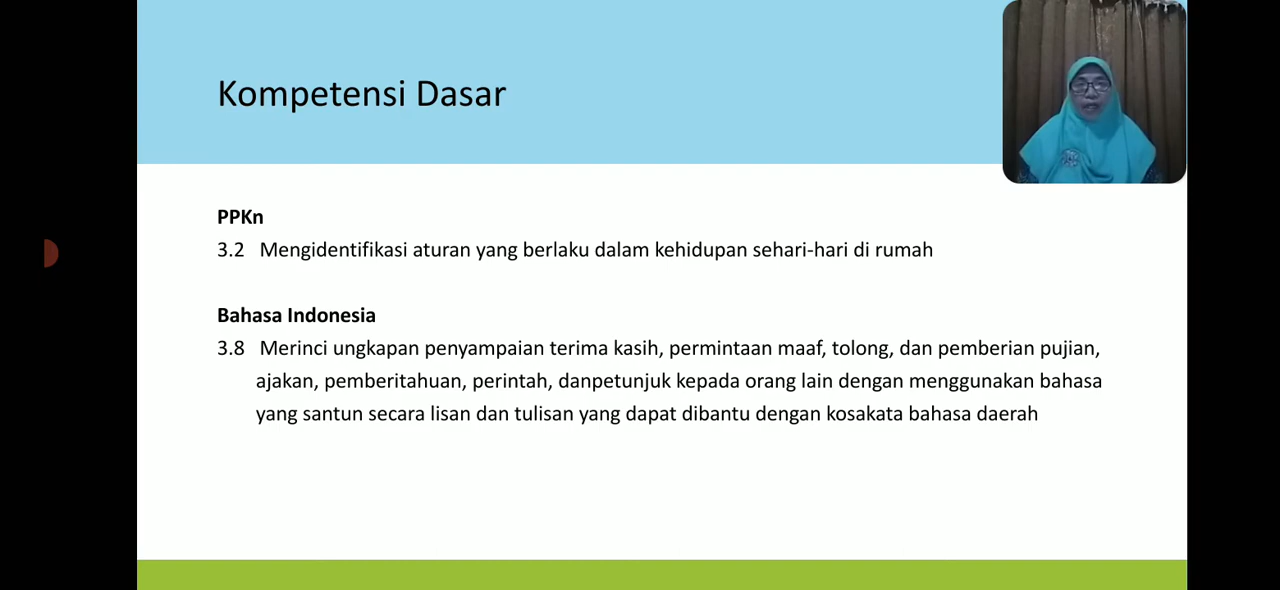 Kompetensi Dasar
PPKn
3.2 Mengidentifikasi aturan yang berlaku dalam kehidupan sehari-hari di rumah
Bahasa Indonesia
3.8 Merinci ungkapan penyampaian terima kasih, permintaan maaf, tolong, dan pemberian pujian,
ajakan, pemberitahuan, perintah, danpetunjuk kepada orang lain dengan menggunakan bahasa
yang santun secara lisan dan tulisan yang dapat dibantu dengan kosakata bahasa daerah